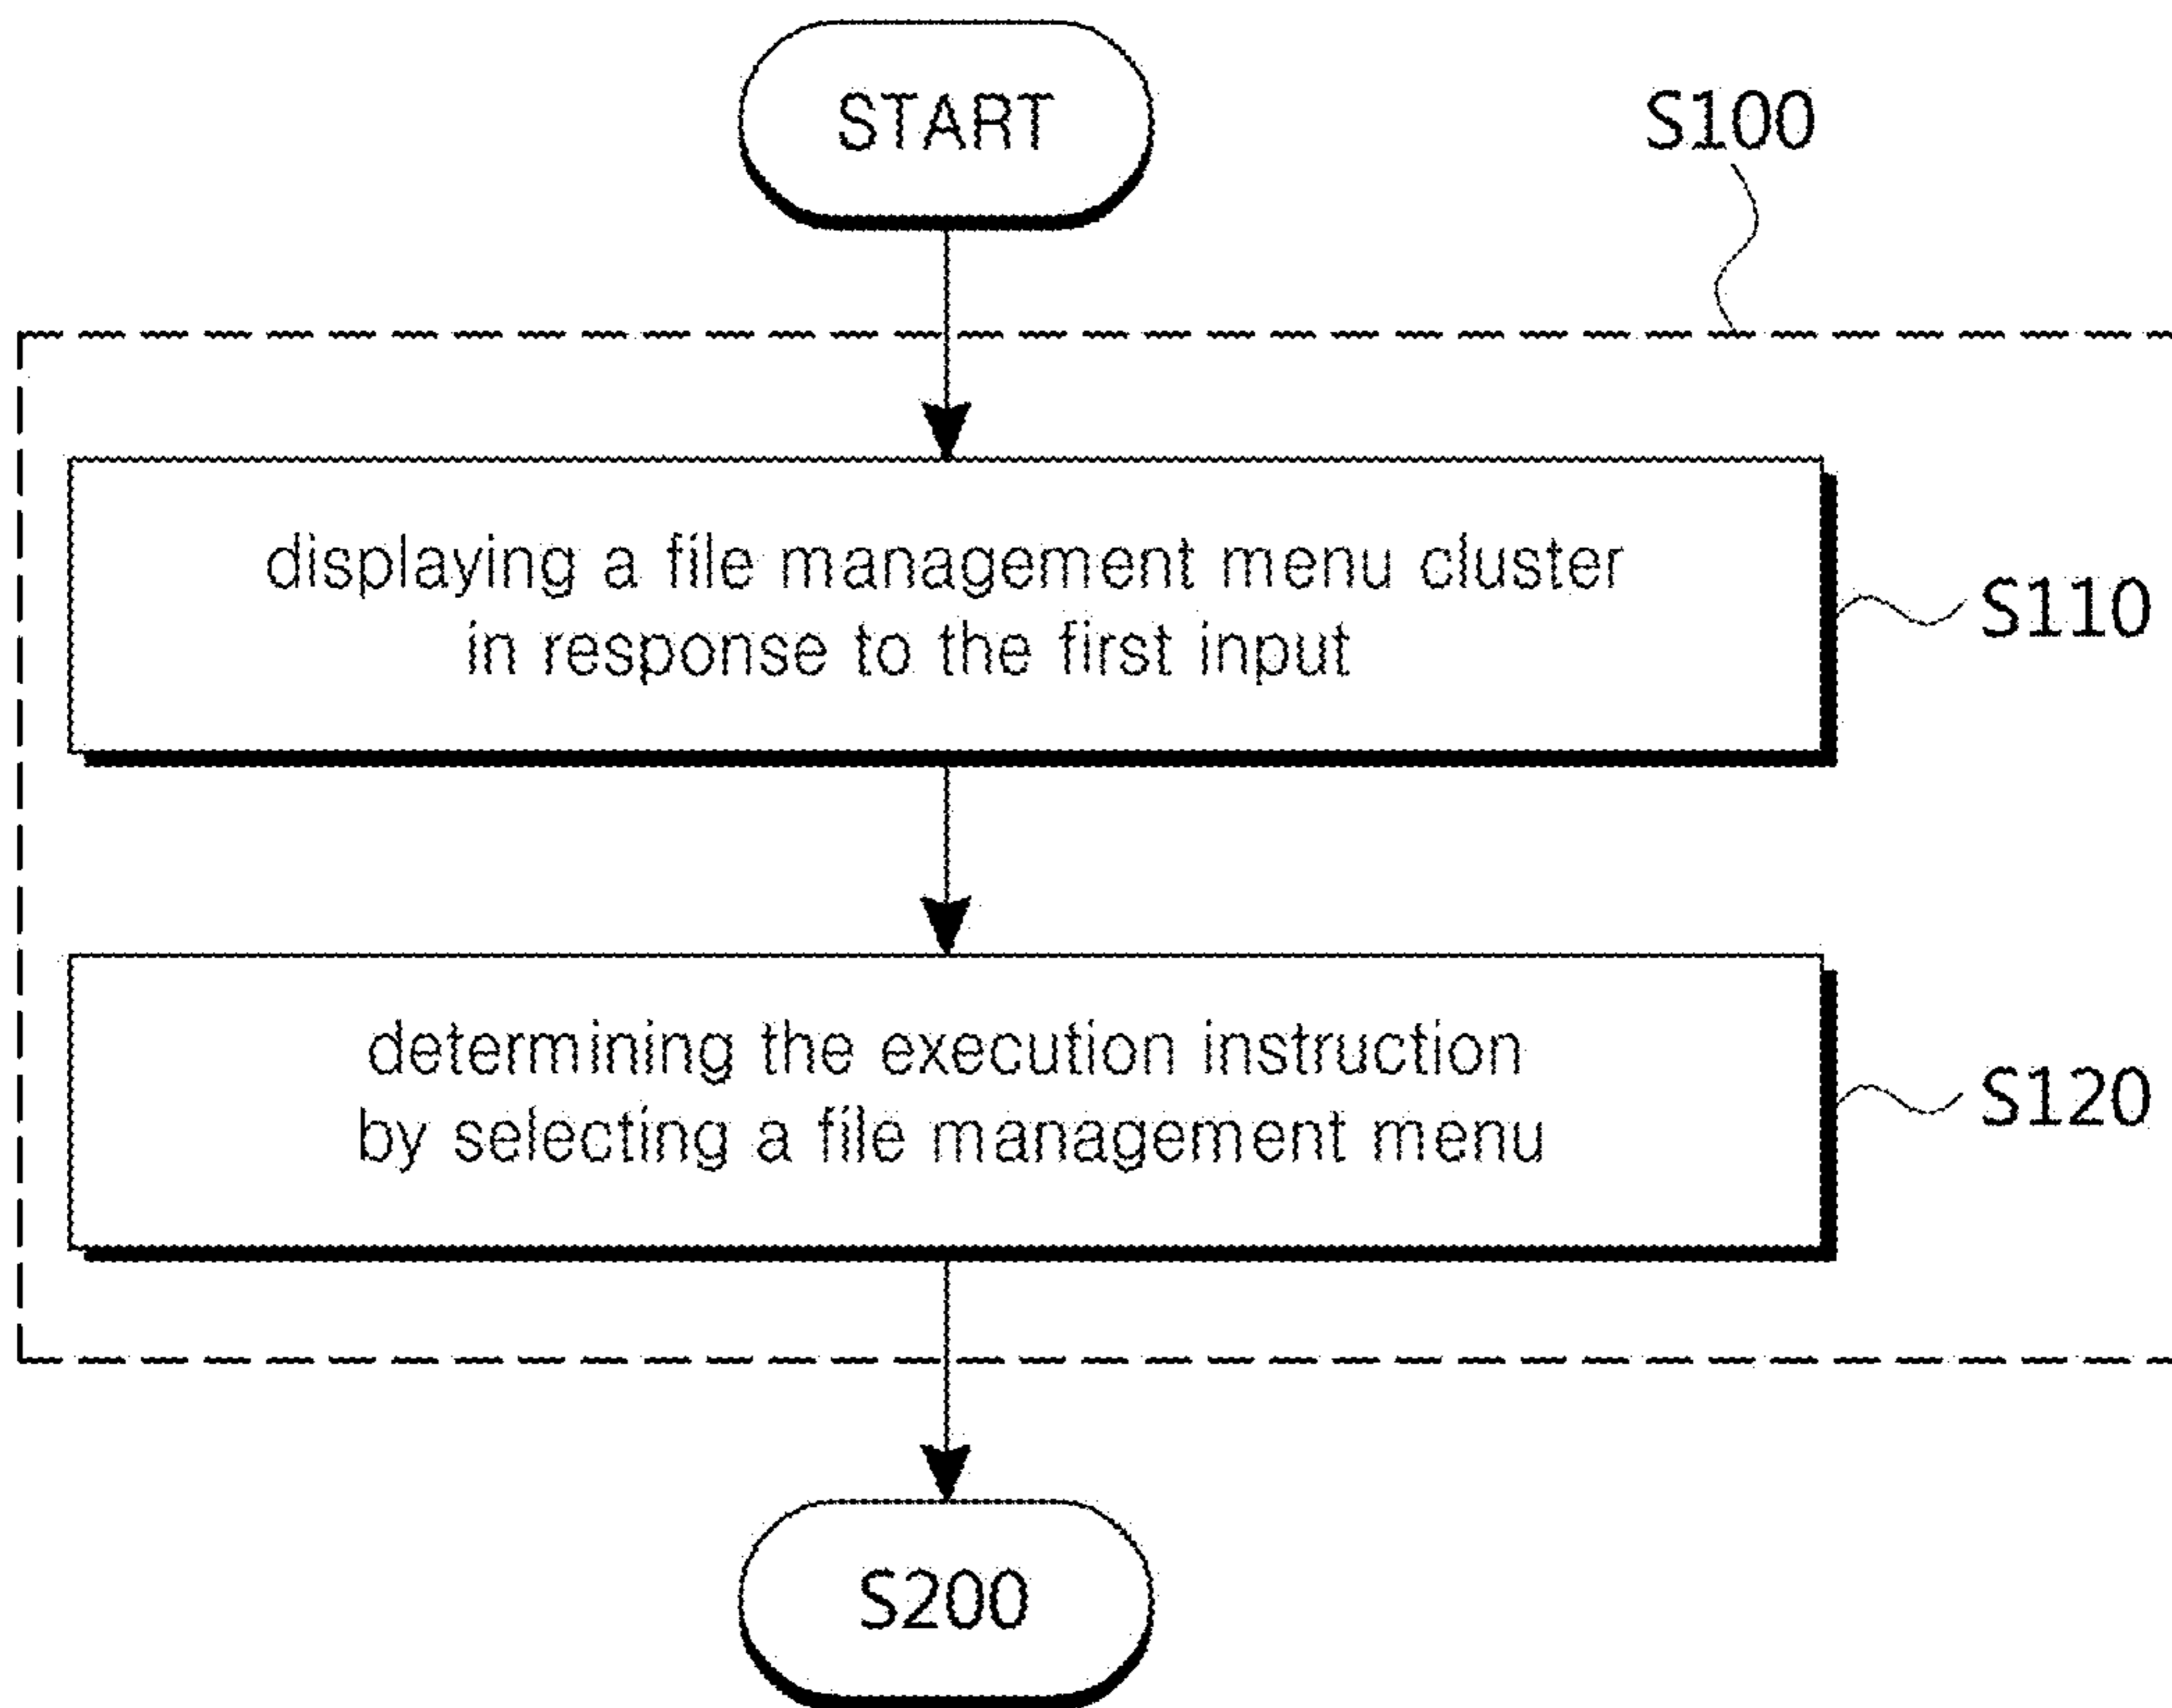 START
S100
displaying a file management menu cluster
in response to the first input
S110
determining the execution instruction
by selecting a file management menu
S120
S200